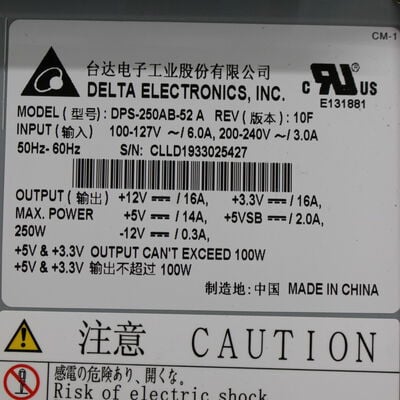 CM-1
台达电子工业股份有限公司
DELTA ELECTRONICS, INC.
C US
E131881
MODEL (型号): DPS-250AB-52 A REV (版本): 10F
INPUT (输入) 100-127V ~/ 6.0A, 200-240V ~/ 3.0A
50Hz- 60Hz S/N: CLLD1933025427
OUTPUT (输出) +12V ⎓/ 16A, +3.3V ⎓ 16A
MAX. POWER +5V ⎓/ 14A, +5VSB ⎓/ 2.0A,
250W -12V ⎓/ 0.3A,
+5V & +3.3V OUTPUT CAN'T EXCEED 100W
+5V & +3.3V 输出不超过 100W
制造地: 中国 MADE IN CHINA
注意 CAUTION
感電の危険あり、開くな。
Risk of electric shock